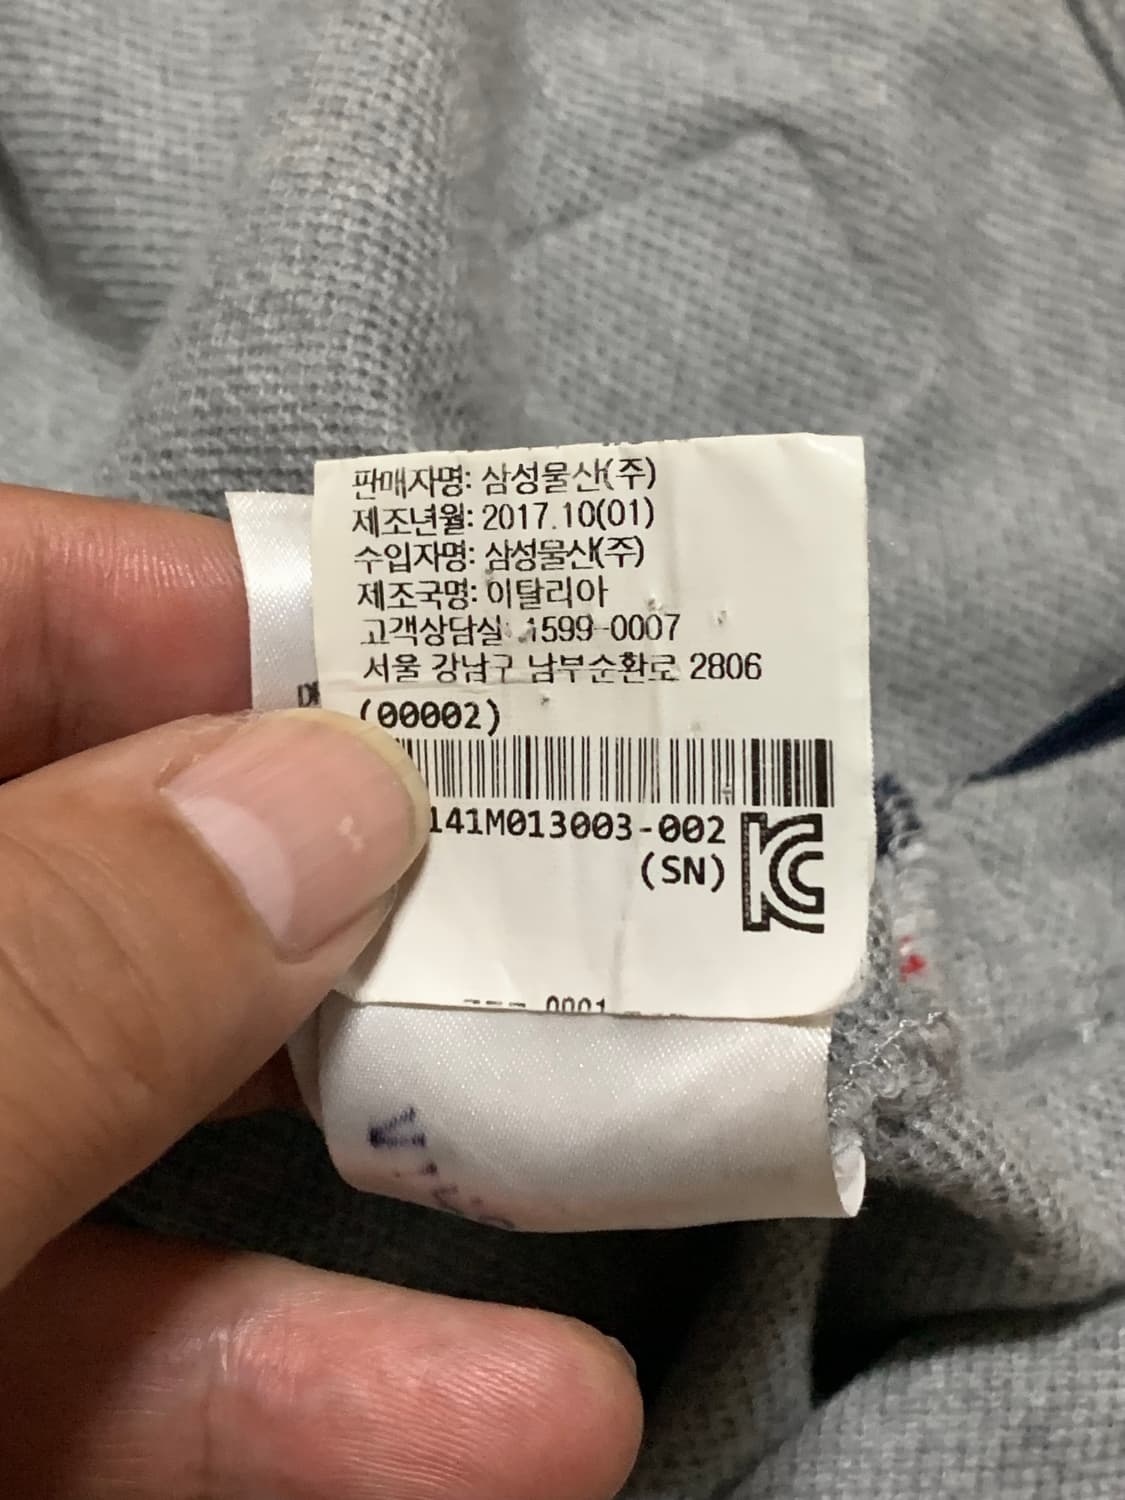 판매자명: 삼성물산(주)
제조년월: 2017.10(01)
수입자명: 삼성물산(주)
제조국명: 이탈리아
고객상담실: 1599-0007
서울 강남구 남부순환로 2806
(00002)
141M013003-002
(SN)
KC